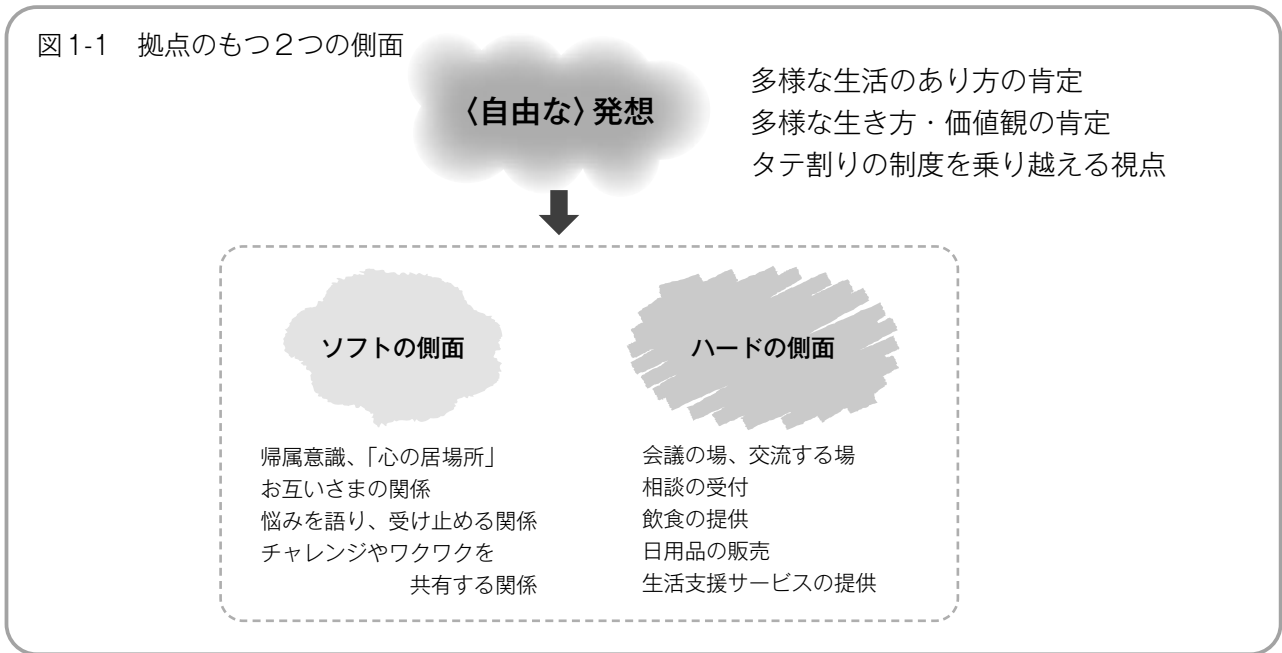 図1-1　拠点のもつ2つの側面
〈自由な〉発想
多様な生活のあり方の肯定
多様な生き方・価値観の肯定
タテ割りの制度を乗り越える視点
ソフトの側面
帰属意識、「心の居場所」
お互いさまの関係
悩みを語り、受け止める関係
チャレンジやワクワクを
共有する関係
ハードの側面
会議の場、交流する場
相談の受付
飲食の提供
日用品の販売
生活支援サービスの提供